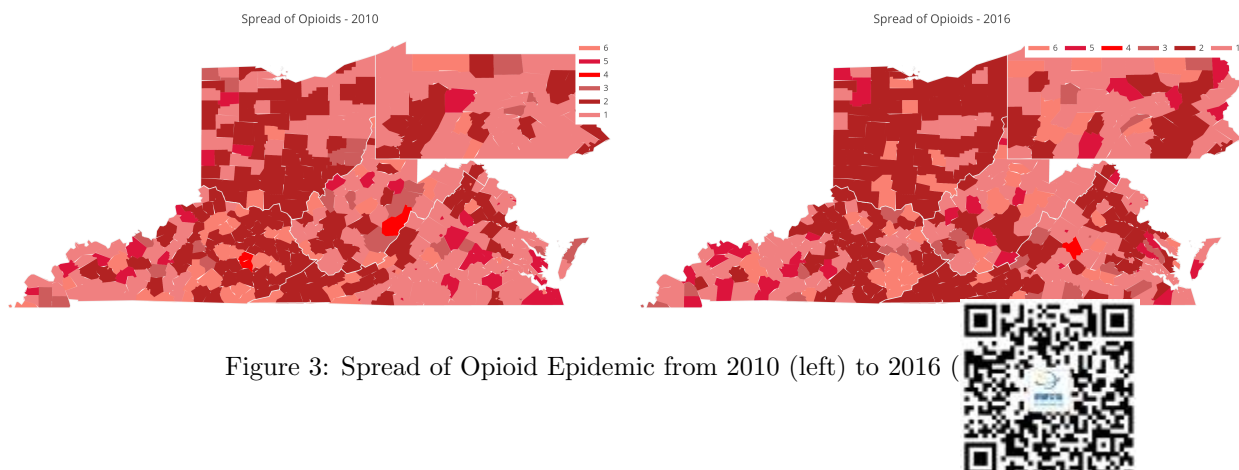 Spread of Opioids - 2010
6
5
4
3
2
1
Spread of Opioids - 2016
6 5 4 3 2 1
Figure 3: Spread of Opioid Epidemic from 2010 (left) to 2016 (